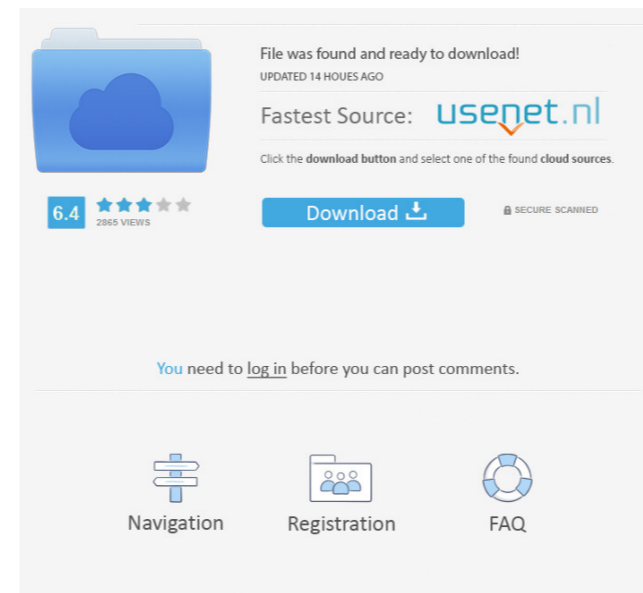 File was found and ready to download!
UPDATED 14 HOUES AGO
Fastest Source: usenet.nl
Click the download button and select one of the found cloud sources.
6.4
2865 VIEWS
Download
SECURE SCANNED
You need to log in before you can post comments.
Navigation
Registration
FAQ